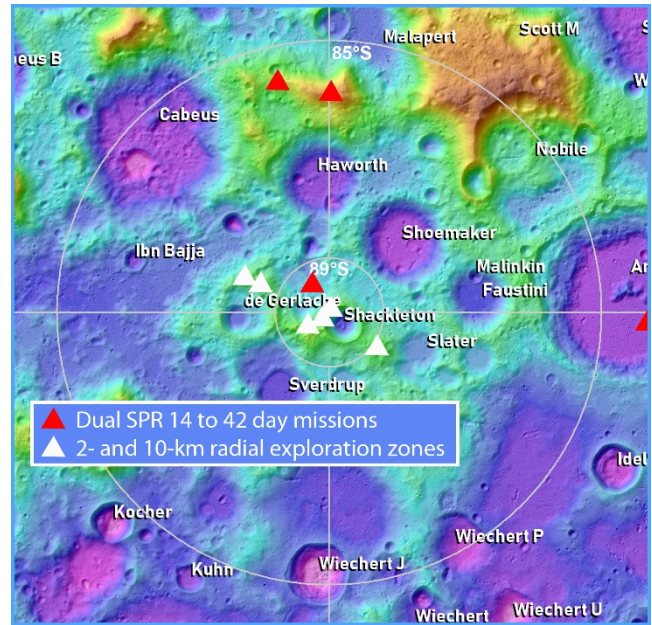 Malapert
Scott M
85°S
eus B
Cabeus
Nobile
Haworth
Shoemaker
Ibn Bajja
89°S
Malinkin
Faustini
de Gerlache
Shackleton
Slater
Sverdrup
Dual SPR 14 to 42 day missions
2- and 10-km radial exploration zones
Idel
Kocher
Wiechert P
Wiechert J
Kuhn
Wiechert
Wiechert U